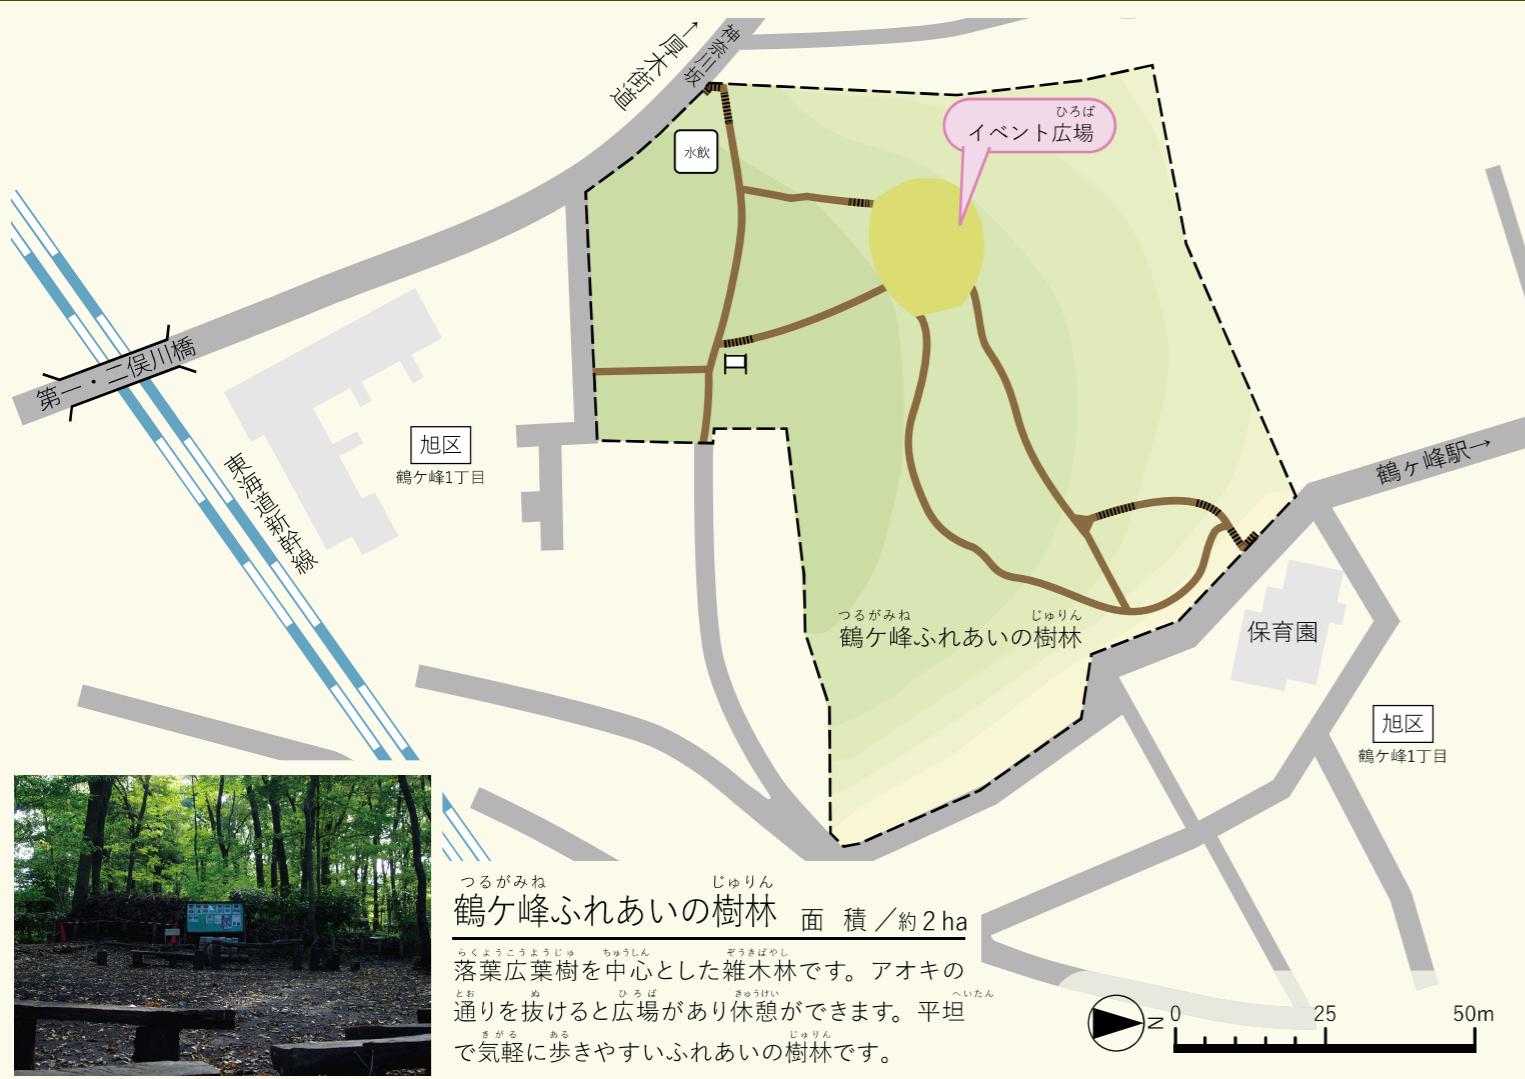 神奈川坂
←厚木街道
ひろば
イベント広場
水飲
第一・二俣川橋
東海道新幹線
旭区
鶴ケ峰1丁目
鶴ヶ峰駅→
つるがみね じゅりん
鶴ケ峰ふれあいの樹林
保育園
旭区
鶴ケ峰1丁目
つるがみね じゅりん
鶴ケ峰ふれあいの樹林 面 積／約2ha
らくようこうようじゅ ちゅうしん ぞうきばやし
落葉広葉樹を中心とした雑木林です。アオキの
とお ぬ ひろば きゅうけい へいたん
通りを抜けると広場があり休憩ができます。平坦
きがる ある じゅりん
で気軽に歩きやすいふれあいの樹林です。
N
0 25 50m